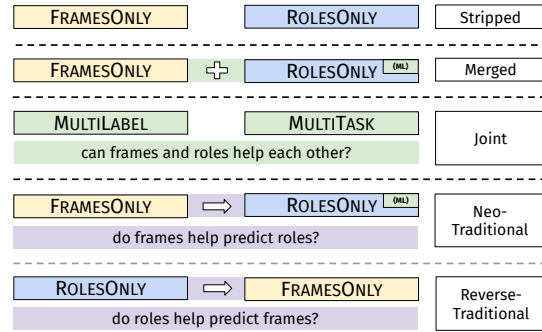 FRAMESONLY ROLESONLY Stripped
FRAMESONLY + ROLESONLY (ML) Merged
MULTILABEL MULTITASK Joint
can frames and roles help each other?
FRAMESONLY ROLESONLY (ML) Neo-
Traditional
do frames help predict roles?
ROLESONLY FRAMESONLY Reverse-
Traditional
do roles help predict frames?